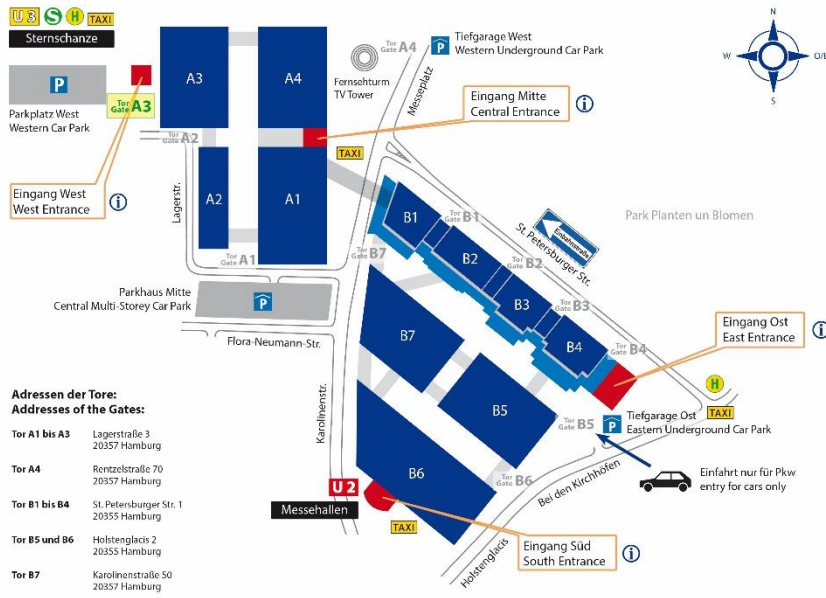 U3 S H TAXI
Sternschanze
P
Parkplatz West
Western Car Park
Tor
Gate A3
Eingang West
West Entrance
i
A3
A4
Tor
Gate A2
A2
A1
Lagerstr.
Tor
Gate A1
Fernsehturm
TV Tower
Tor
Gate A4
Messeplatz
P
Tiefgarage West
Western Underground Car Park
Eingang Mitte
Central Entrance
i
TAXI
N
W
O/E
S
Parkhaus Mitte
Central Multi-Storey Car Park
P
Flora-Neumann-Str.
Karolinenstr.
Tor
Gate B7
B1
Tor
Gate B1
B2
Tor
Gate B2
B3
Tor
Gate B3
B4
Tor
Gate B4
Einbahnstraße
St. Petersburger Str.
Park Planten un Blomen
Eingang Ost
East Entrance
i
H
TAXI
B7
B5
B6
Tor
Gate B5
P
Tiefgarage Ost
Eastern Underground Car Park
Tor
Gate B6
Bei den Kirchhöfen
Einfahrt nur für Pkw
entry for cars only
Holstenglacis
U2
Messehallen
TAXI
Eingang Süd
South Entrance
i
Adressen der Tore:
Addresses of the Gates:
Tor A1 bis A3 Lagerstraße 3
20357 Hamburg
Tor A4 Rentzelstraße 70
20357 Hamburg
Tor B1 bis B4 St. Petersburger Str. 1
20355 Hamburg
Tor B5 und B6 Holstenglacis 2
20355 Hamburg
Tor B7 Karolinenstraße 50
20357 Hamburg